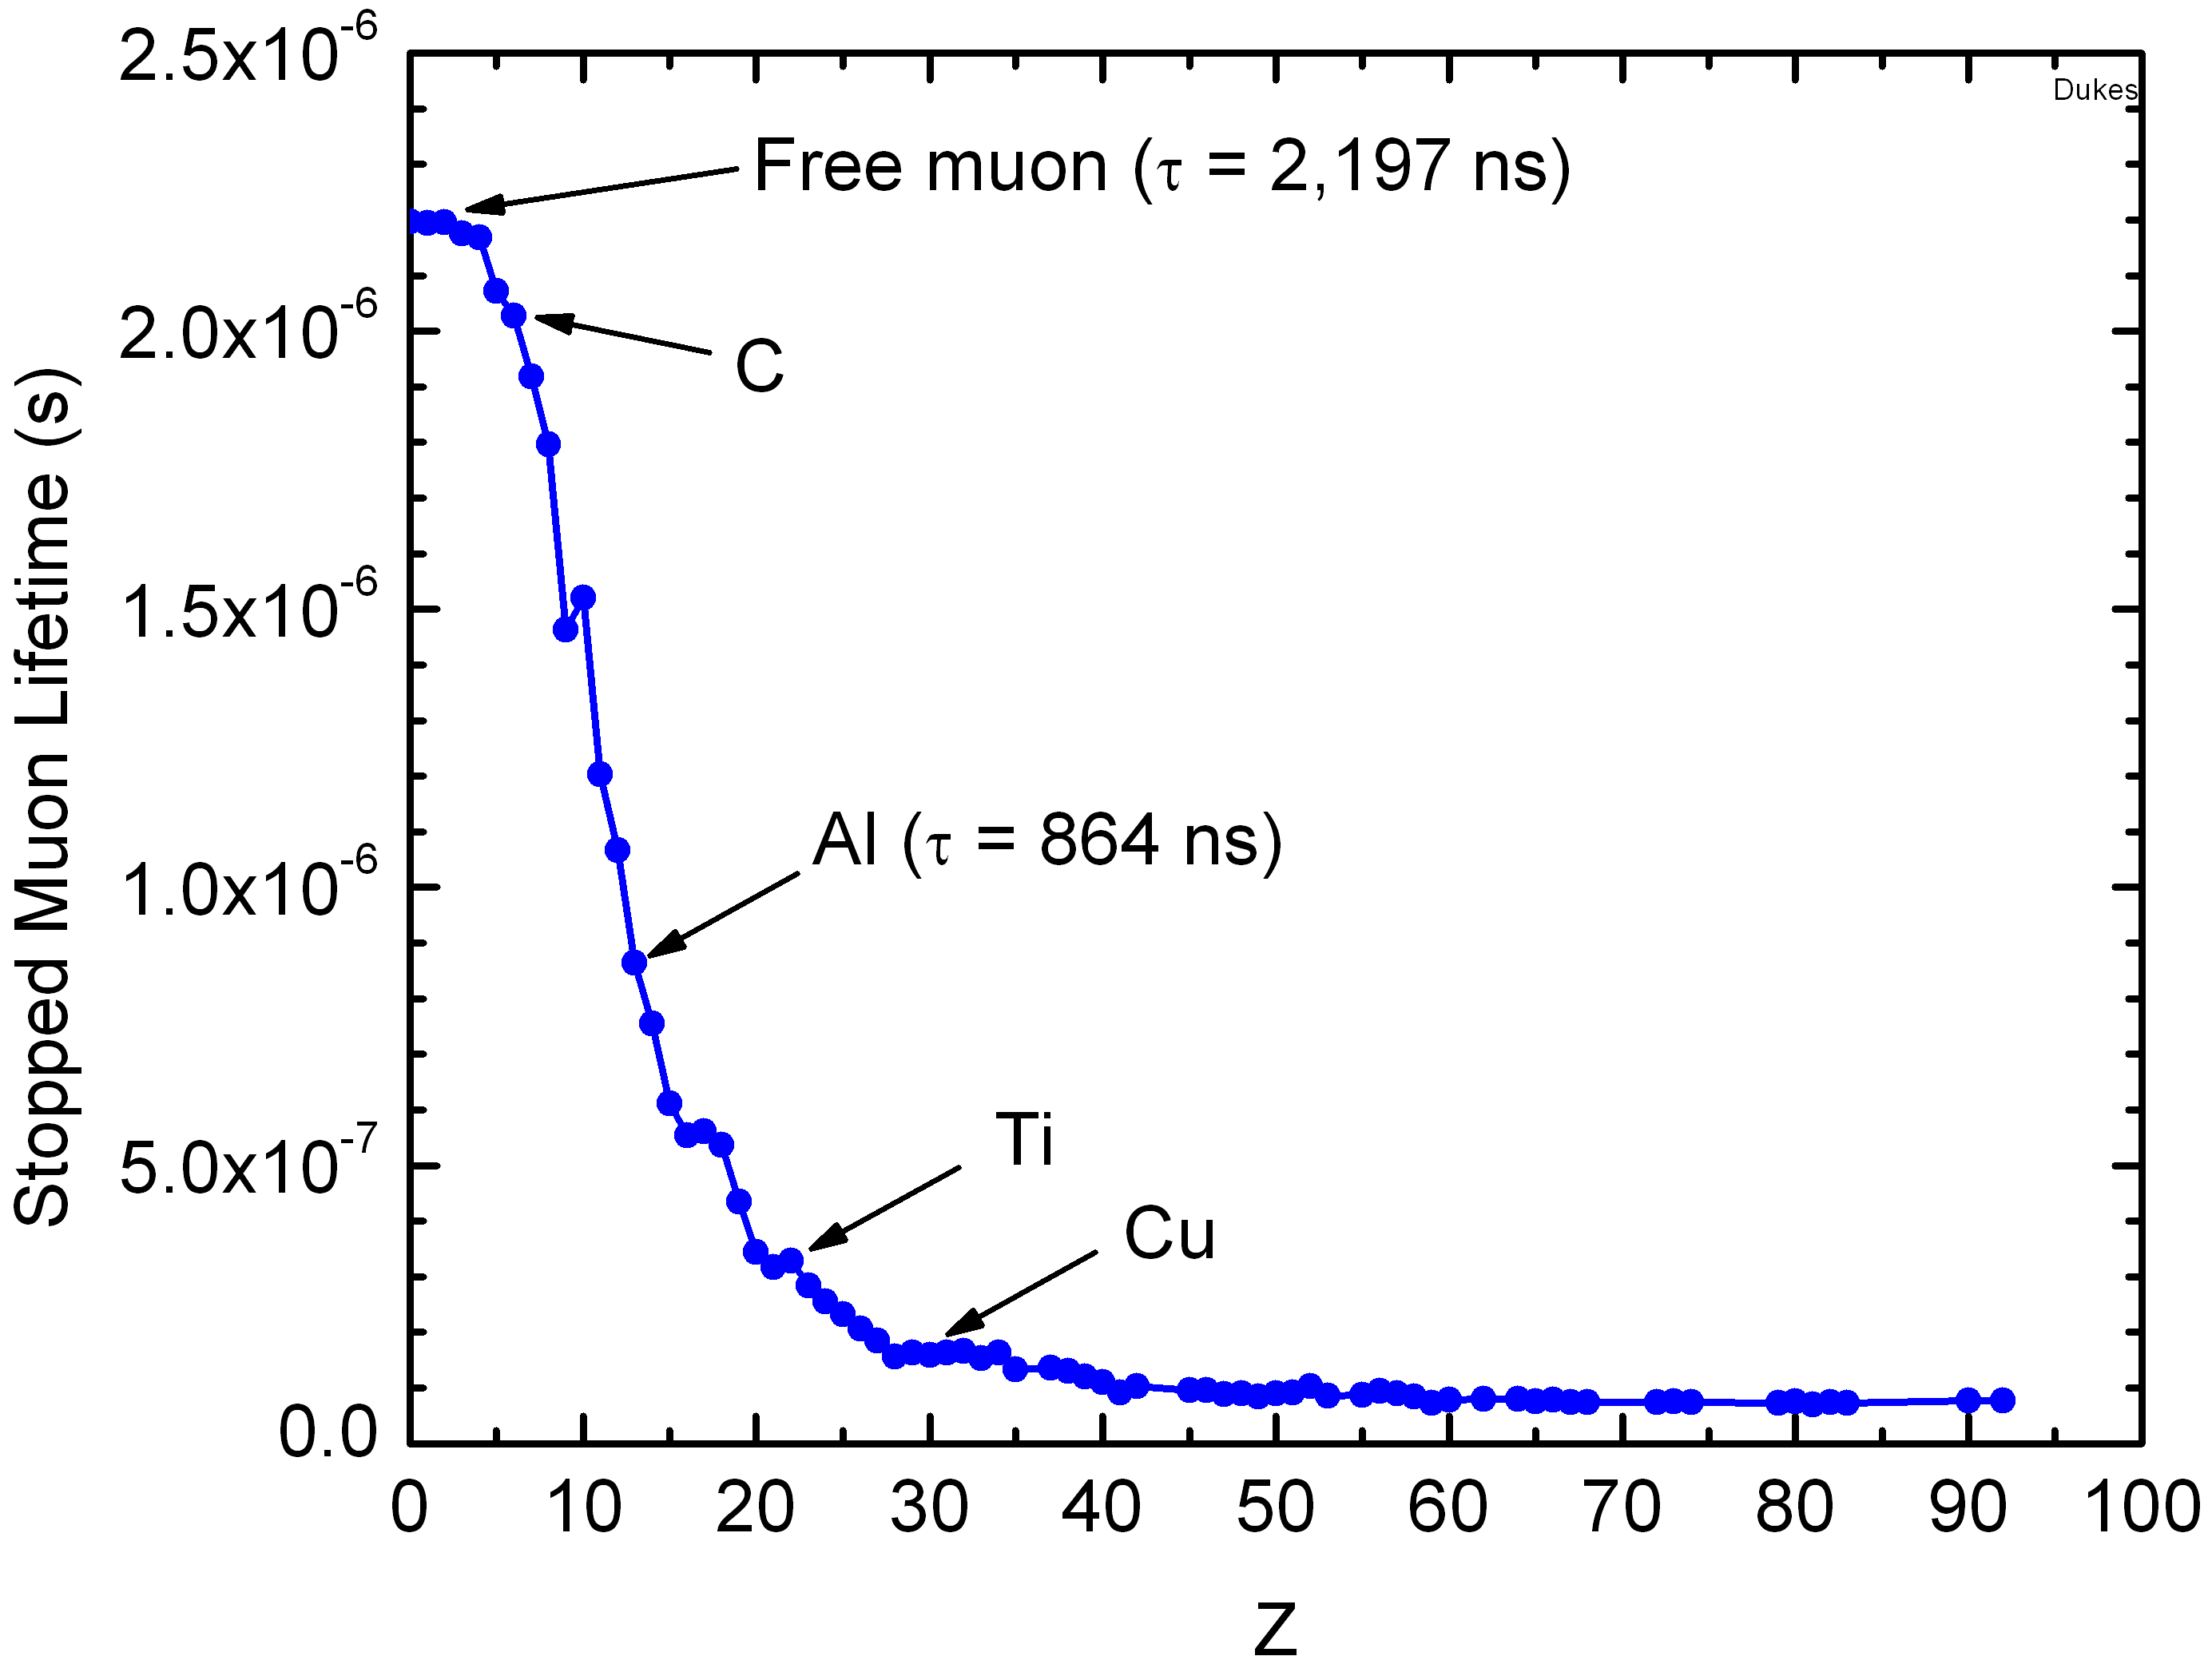 2.5x10⁻⁶
Dukes
Free muon (τ = 2,197 ns)
2.0x10⁻⁶
C
1.5x10⁻⁶
Stopped Muon Lifetime (s)
Al (τ = 864 ns)
1.0x10⁻⁶
Ti
5.0x10⁻⁷
Cu
0.0
0 10 20 30 40 50 60 70 80 90 100
Z